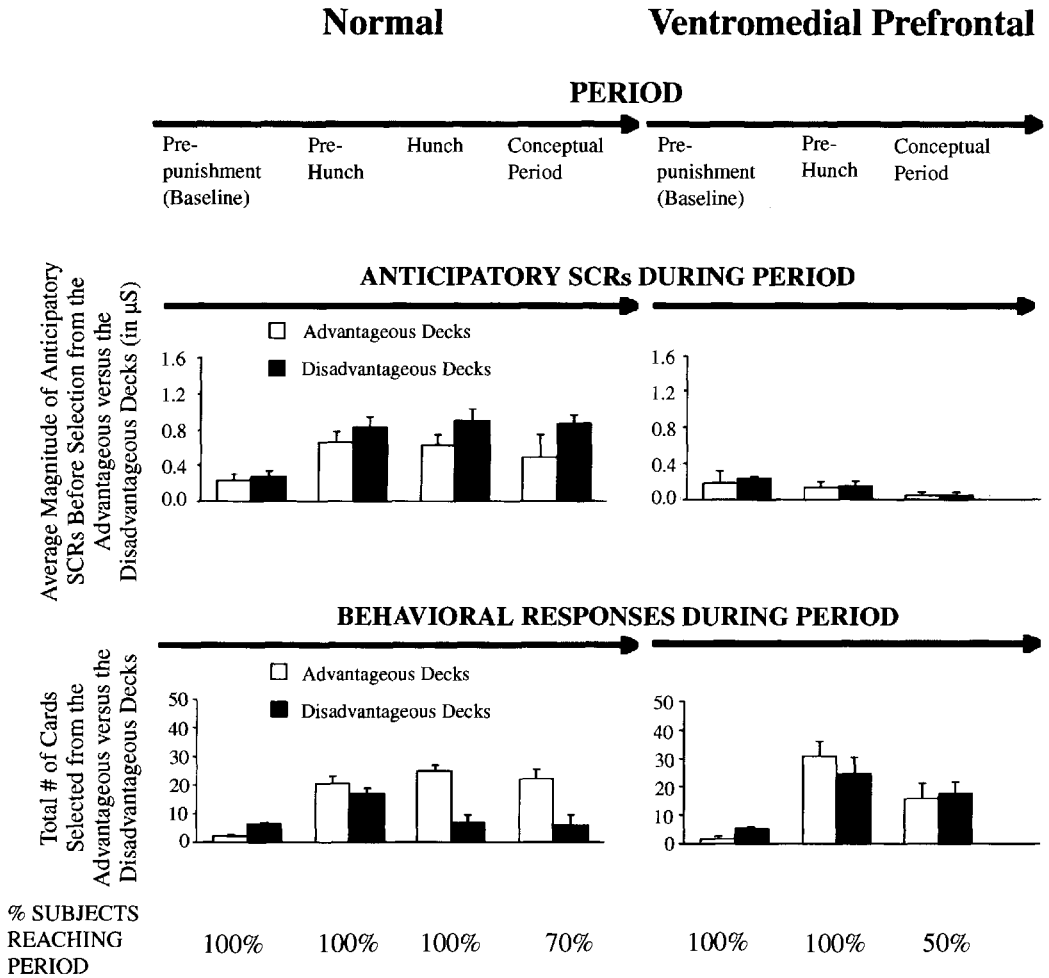 Normal
Ventromedial Prefrontal
PERIOD
Pre-
punishment
(Baseline)
Pre-
Hunch
Hunch
Conceptual
Period
Pre-
punishment
(Baseline)
Pre-
Hunch
Conceptual
Period
Average Magnitude of Anticipatory
SCRs Before Selection from the
Advantageous versus the
Disadvantageous Decks (in µS)
ANTICIPATORY SCRs DURING PERIOD
Advantageous Decks
Disadvantageous Decks
1.6
1.2
0.8
0.4
0.0
1.6
1.2
0.8
0.4
0.0
Total # of Cards
Selected from the
Advantageous versus the
Disadvantageous Decks
BEHAVIORAL RESPONSES DURING PERIOD
Advantageous Decks
Disadvantageous Decks
50
40
30
20
10
0
50
40
30
20
10
0
% SUBJECTS
REACHING
PERIOD
100% 100% 100% 70% 100% 100% 50%